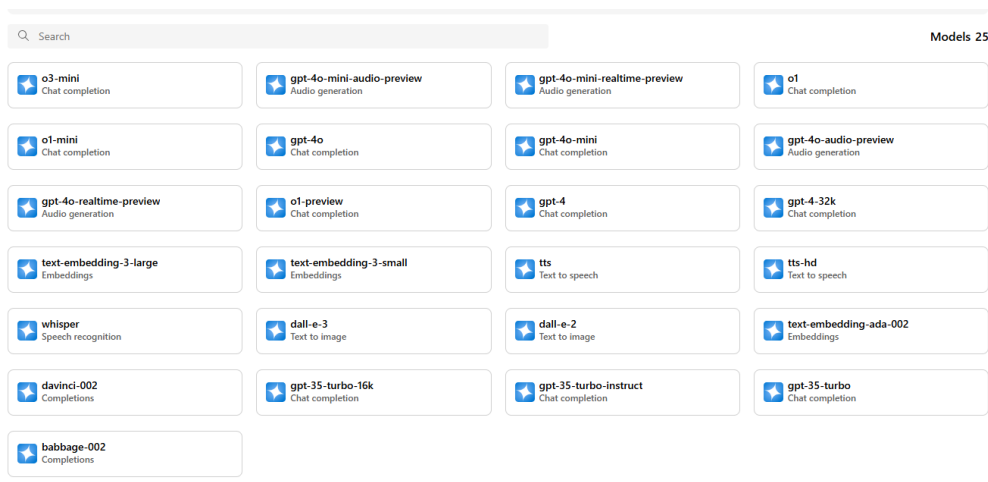 Search
Models 25
o3-mini
Chat completion
gpt-4o-mini-audio-preview
Audio generation
gpt-4o-mini-realtime-preview
Audio generation
o1
Chat completion
o1-mini
Chat completion
gpt-4o
Chat completion
gpt-4o-mini
Chat completion
gpt-4o-audio-preview
Audio generation
gpt-4o-realtime-preview
Audio generation
o1-preview
Chat completion
gpt-4
Chat completion
gpt-4-32k
Chat completion
text-embedding-3-large
Embeddings
text-embedding-3-small
Embeddings
tts
Text to speech
tts-hd
Text to speech
whisper
Speech recognition
dall-e-3
Text to image
dall-e-2
Text to image
text-embedding-ada-002
Embeddings
davinci-002
Completions
gpt-35-turbo-16k
Chat completion
gpt-35-turbo-instruct
Chat completion
gpt-35-turbo
Chat completion
babbage-002
Completions